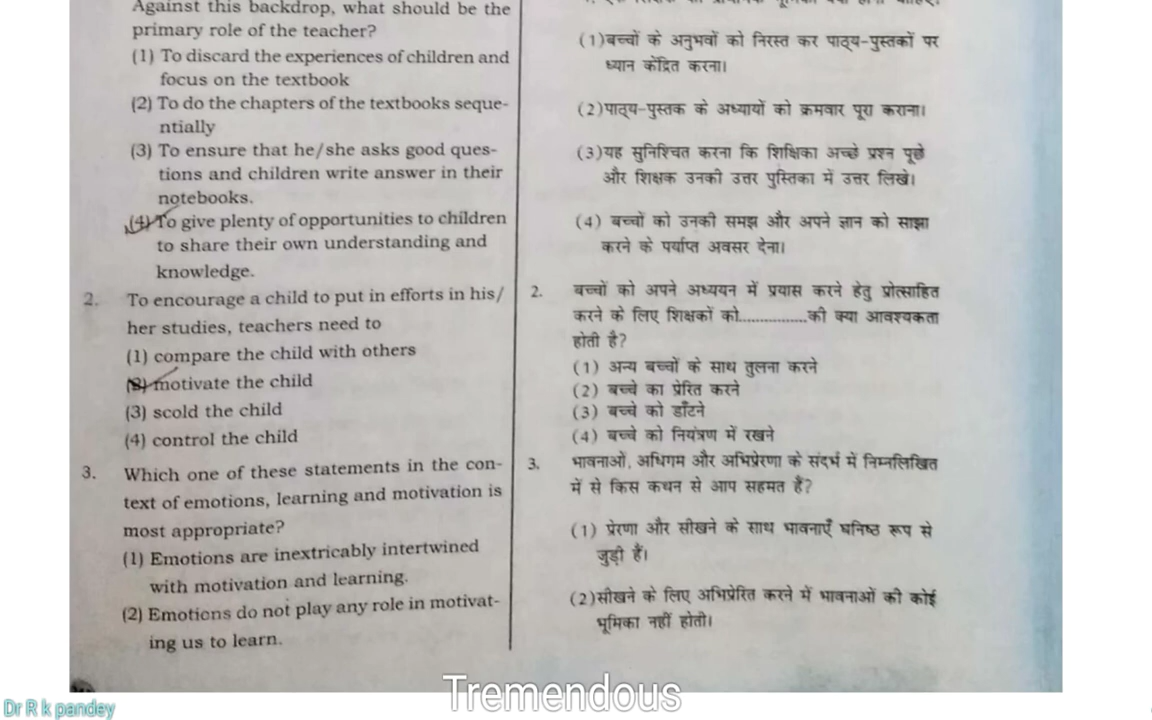 Against this backdrop, what should be the
primary role of the teacher?
(1) To discard the experiences of children and
focus on the textbook
(2) To do the chapters of the textbooks seque-
ntially
(3) To ensure that he/she asks good ques-
tions and children write answer in their
notebooks.
(4) To give plenty of opportunities to children
to share their own understanding and
knowledge.
2. To encourage a child to put in efforts in his/
her studies, teachers need to
(1) compare the child with others
(2) motivate the child
(3) scold the child
(4) control the child
3. Which one of these statements in the con-
text of emotions, learning and motivation is
most appropriate?
(1) Emotions are inextricably intertwined
with motivation and learning.
(2) Emotions do not play any role in motivat-
ing us to learn.
(1)बच्चों के अनुभवों को निरस्त कर पाठ्य-पुस्तकों पर
ध्यान केंद्रित करना।
(2)पाठ्य-पुस्तक के अध्यायों को क्रमवार पूरा कराना।
(3)यह सुनिश्चित करना कि शिक्षिका अच्छे प्रश्न पूछे
और शिक्षक उनकी उत्तर पुस्तिका में उत्तर लिखे।
(4) बच्चों को उनकी समझ और अपने ज्ञान को साझा
करने के पर्याप्त अवसर देना।
2. बच्चों को अपने अध्ययन में प्रयास करने हेतु प्रोत्साहित
करने के लिए शिक्षकों को................की क्या आवश्यकता
होती है?
(1) अन्य बच्चों के साथ तुलना करने
(2) बच्चे का प्रेरित करने
(3) बच्चे को डाँटने
(4) बच्चे को नियंत्रण में रखने
3. भावनाओं, अधिगम और अभिप्रेरणा के संदर्भ में निम्नलिखित
में से किस कथन से आप सहमत हैं?
(1) प्रेरणा और सीखने के साथ भावनाएँ घनिष्ठ रूप से
जुड़ी हैं।
(2)सीखने के लिए अभिप्रेरित करने में भावनाओं की कोई
भूमिका नहीं होती।
Tremendous
Dr R k pandey